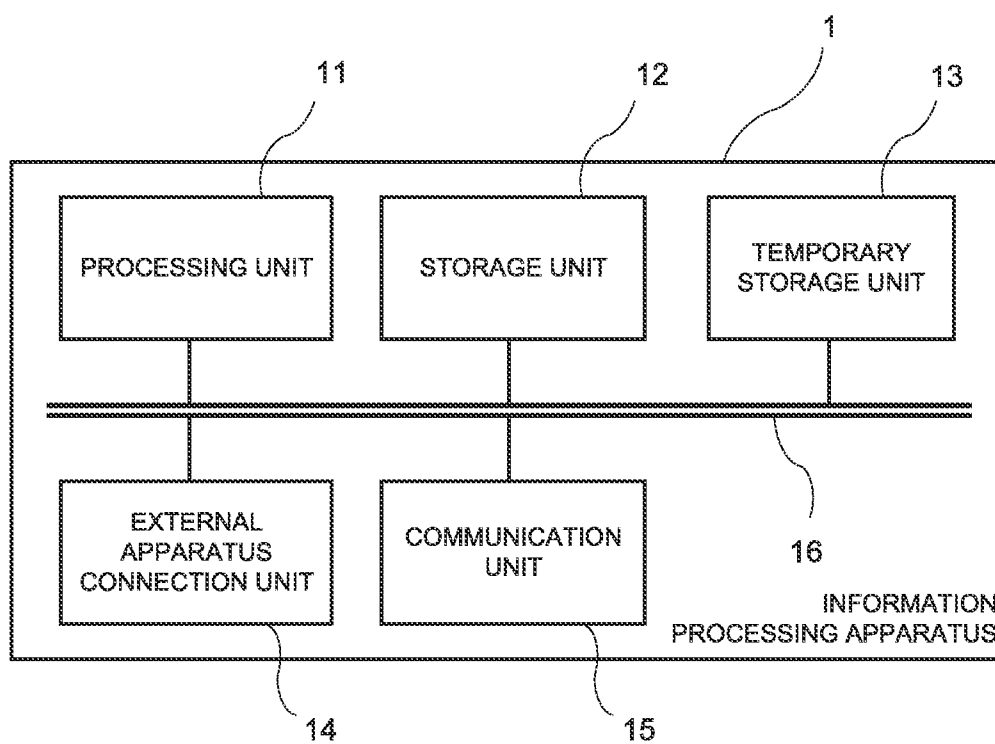 1
11
12
13
PROCESSING UNIT
STORAGE UNIT
TEMPORARY
STORAGE UNIT
EXTERNAL
APPARATUS
CONNECTION UNIT
COMMUNICATION
UNIT
16
INFORMATION
PROCESSING APPARATUS
14
15